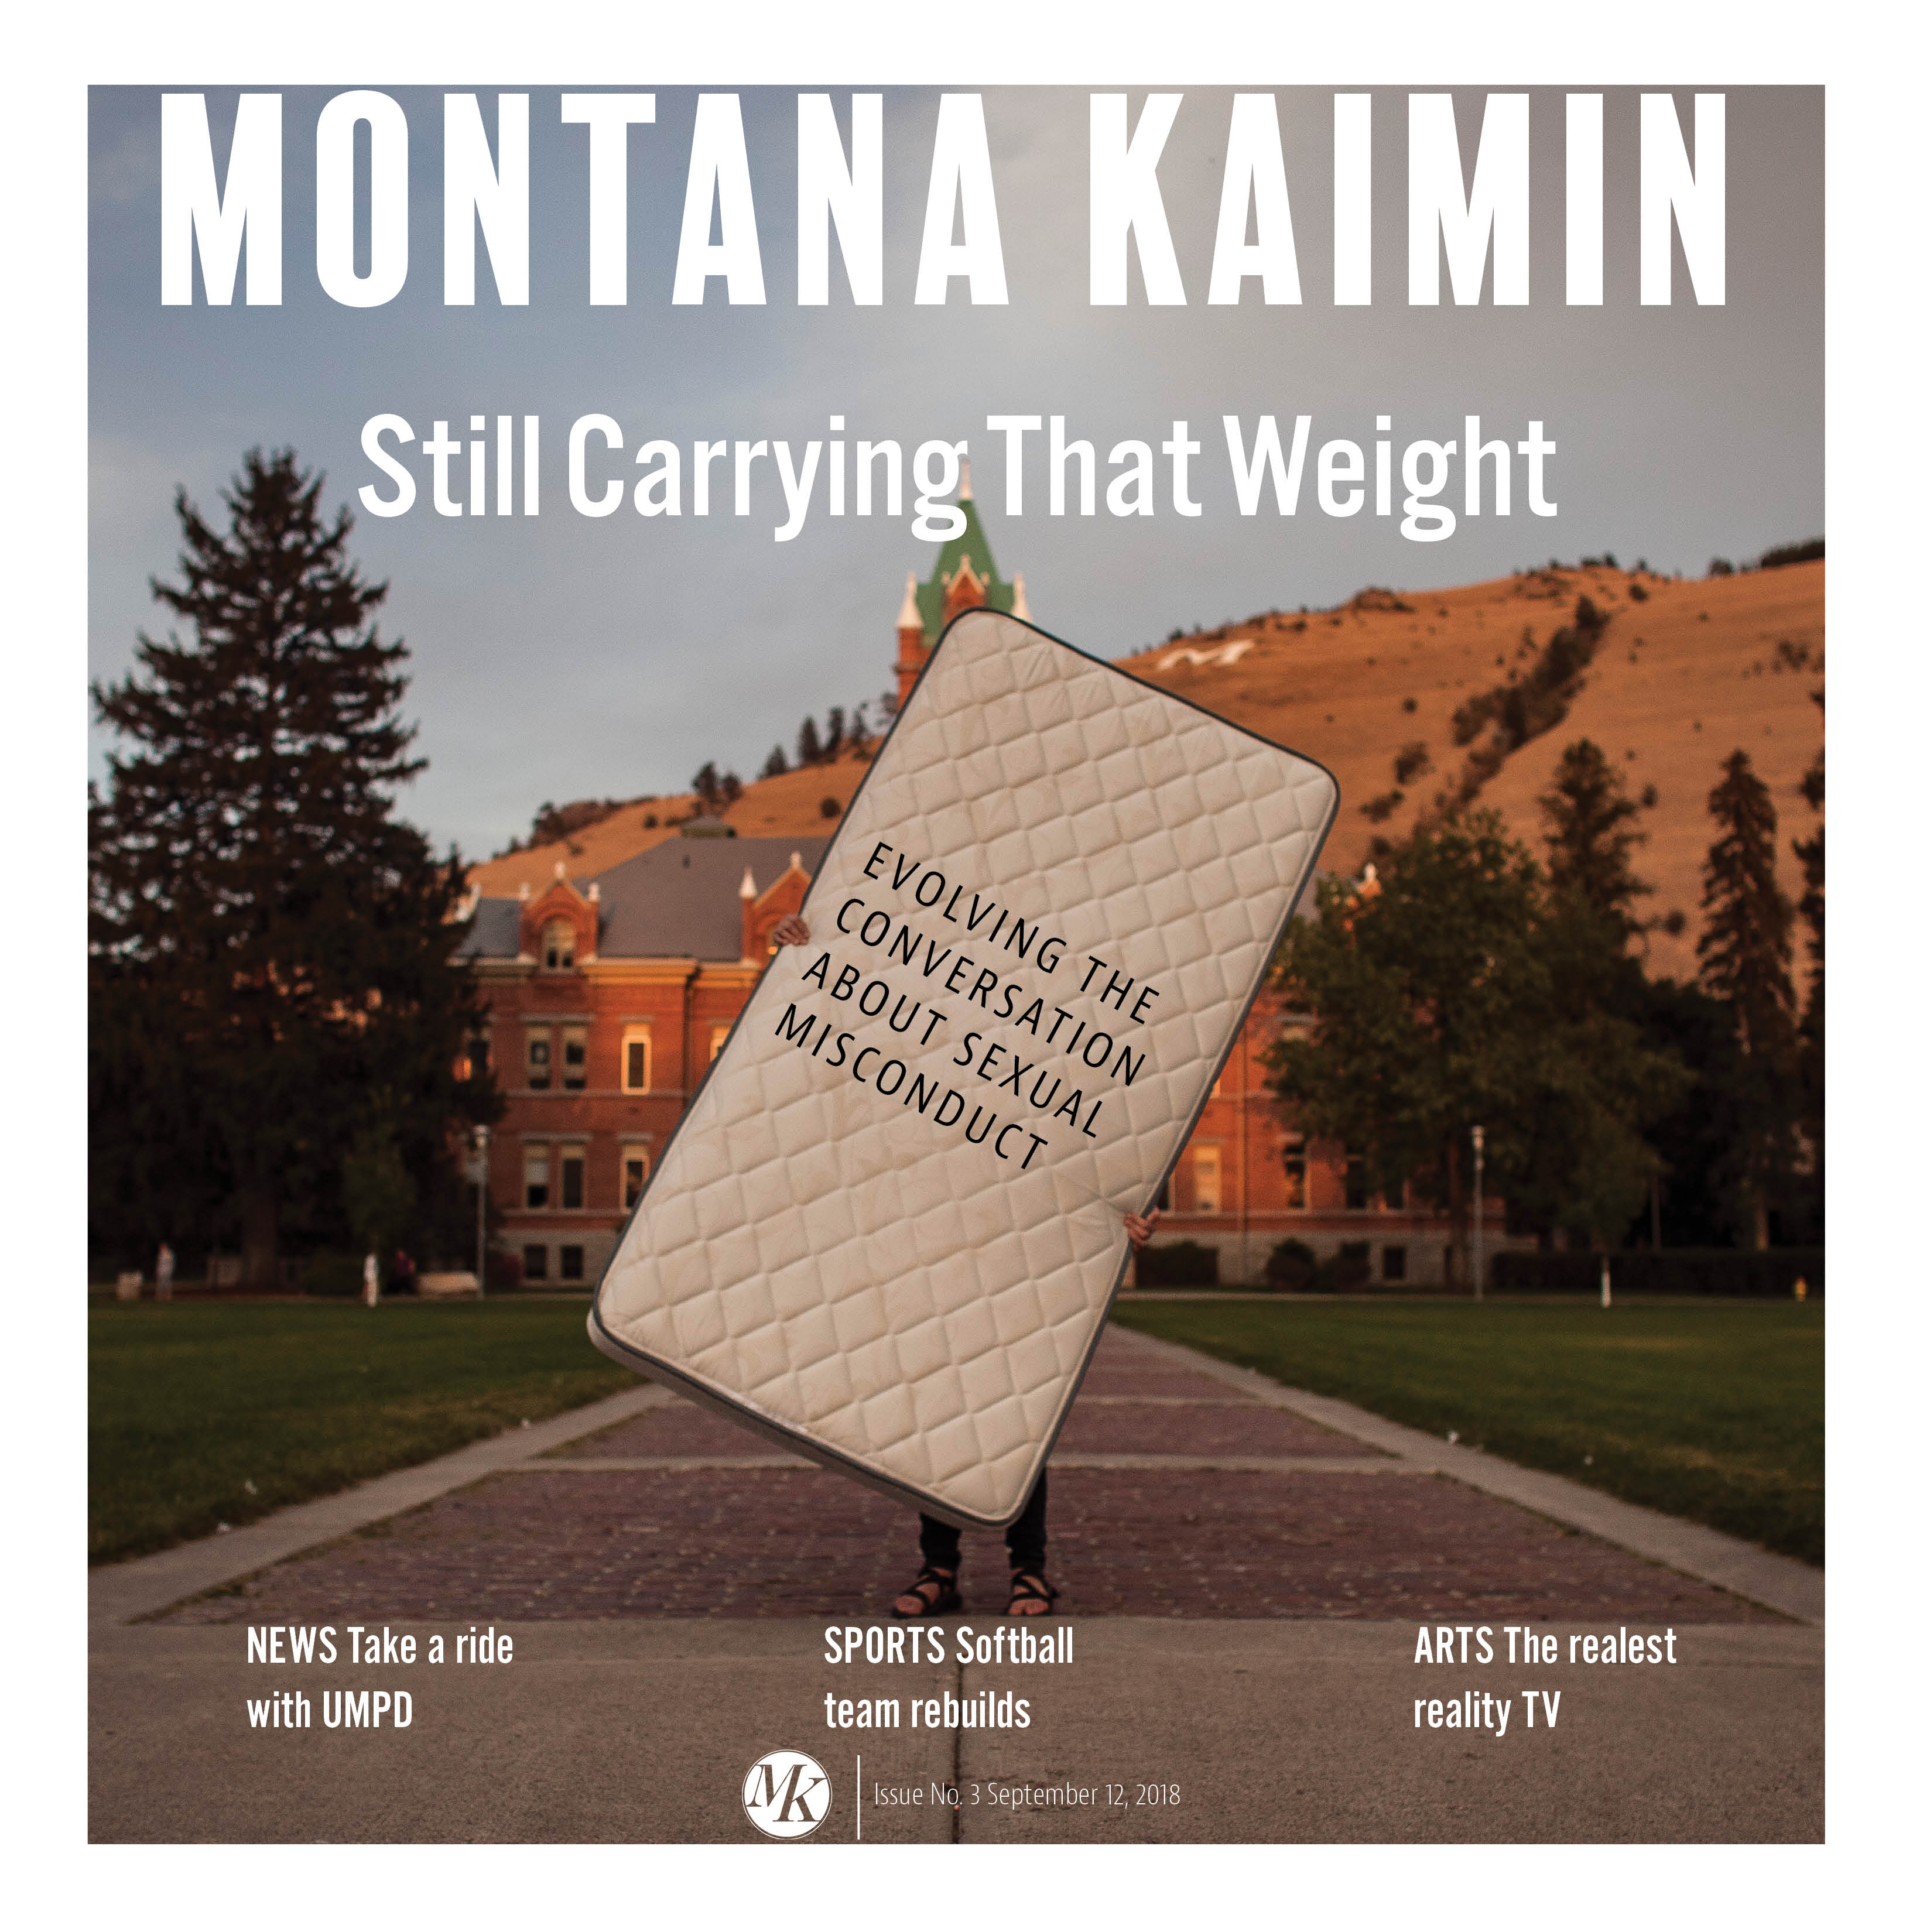 MONTANA KAIMIN
Still Carrying That Weight
EVOLVING THE
CONVERSATION
ABOUT SEXUAL
MISCONDUCT
NEWS Take a ride
with UMPD
SPORTS Softball
team rebuilds
ARTS The realest
reality TV
MK
Issue No. 3 September 12, 2018